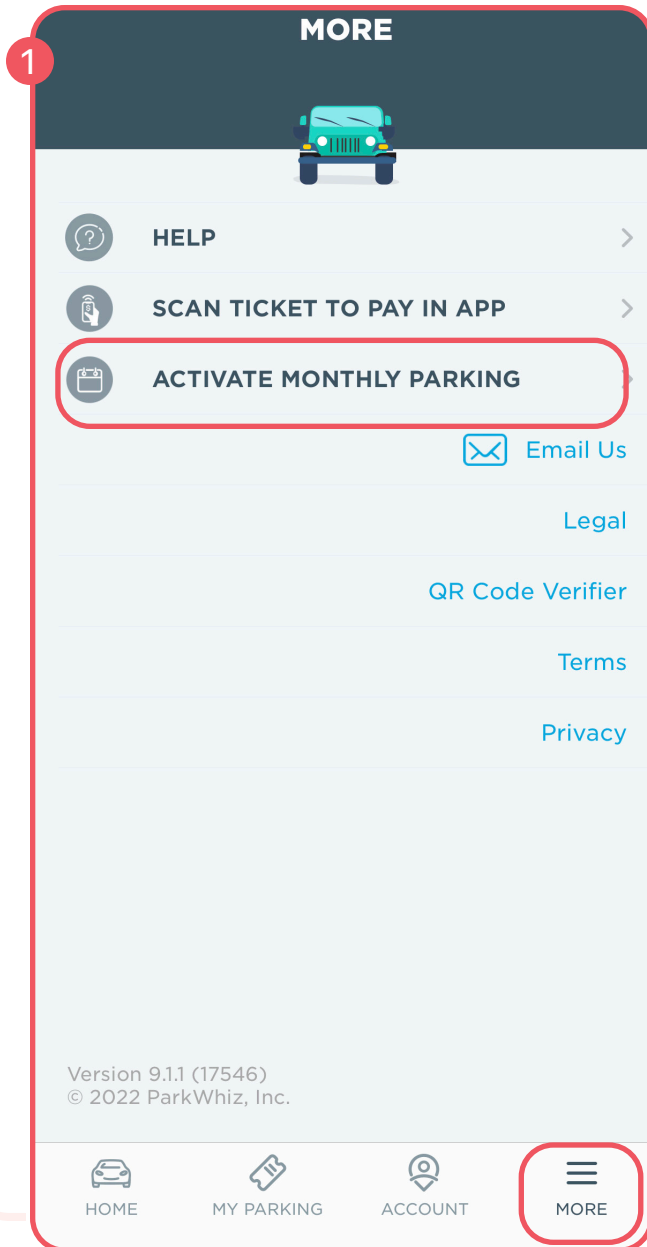 MORE
1
HELP
SCAN TICKET TO PAY IN APP
ACTIVATE MONTHLY PARKING
Email Us
Legal
QR Code Verifier
Terms
Privacy
Version 9.1.1 (17546)
© 2022 ParkWhiz, Inc.
HOME
MY PARKING
ACCOUNT
MORE